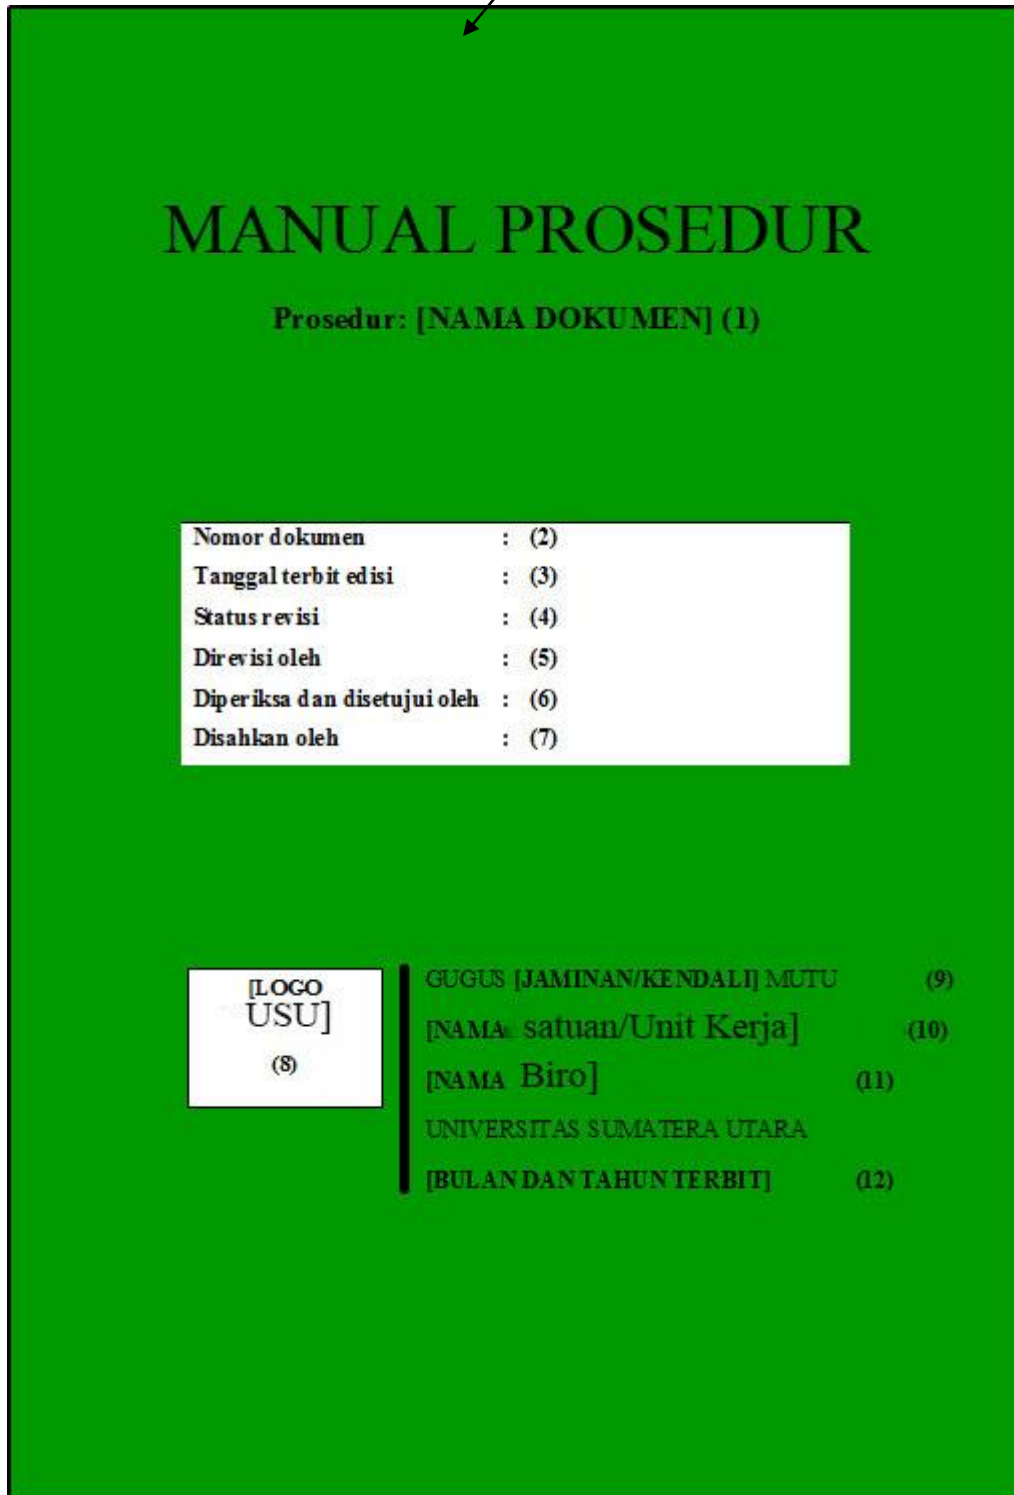 MANUAL PROSEDUR
Prosedur: [NAMA DOKUMEN] (1)
Nomor dokumen : (2)
Tanggal terbit edisi : (3)
Status revisi : (4)
Direvisi oleh : (5)
Diperiksa dan disetujui oleh : (6)
Disahkan oleh : (7)
[LOGO
USU]
(8)
GUGUS [JAMINAN/KENDALI] MUTU (9)
[NAMA satuan/Unit Kerja] (10)
[NAMA Biro] (11)
UNIVERSITAS SUMATERA UTARA
[BULAN DAN TAHUN TERBIT] (12)